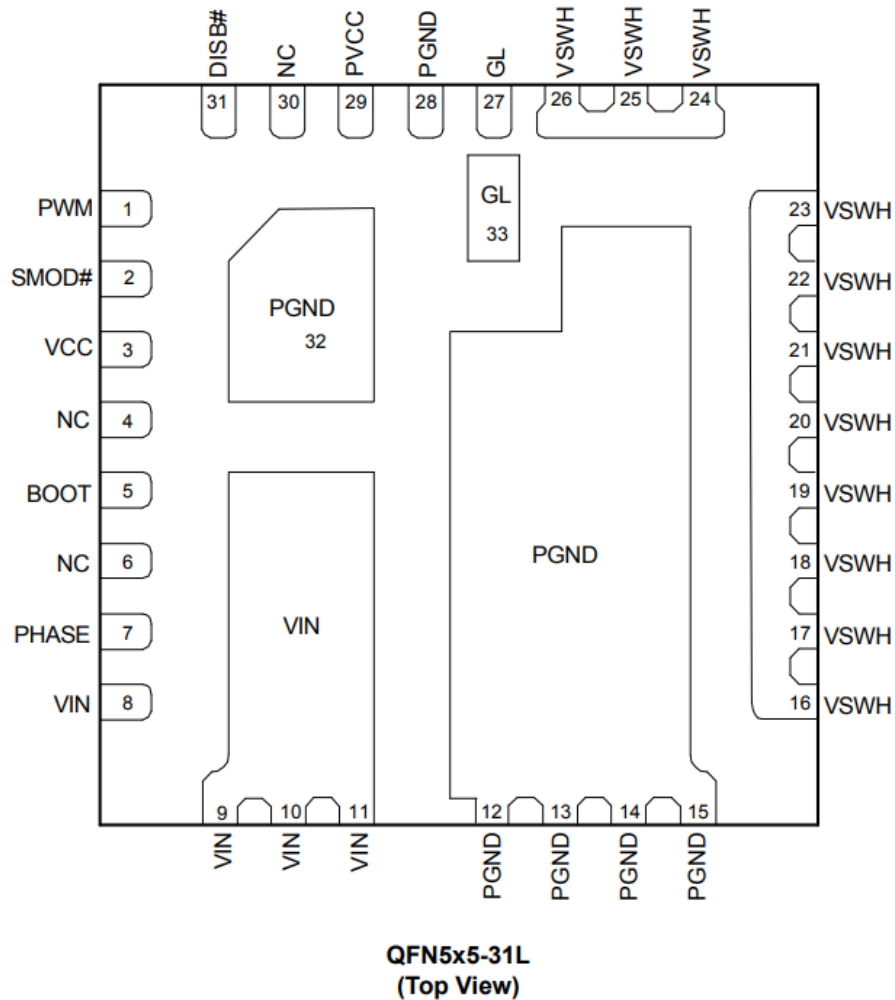 DISB# NC PVCC PGND GL VSWH VSWH VSWH
31 30 29 28 27 26 25 24
PWM 1
SMOD# 2
VCC 3
NC 4
BOOT 5
NC 6
PHASE 7
VIN 8
GL
33
PGND
32
VIN
PGND
23 VSWH
22 VSWH
21 VSWH
20 VSWH
19 VSWH
18 VSWH
17 VSWH
16 VSWH
9 10 11 12 13 14 15
VIN VIN VIN PGND PGND PGND PGND
QFN5x5-31L
(Top View)